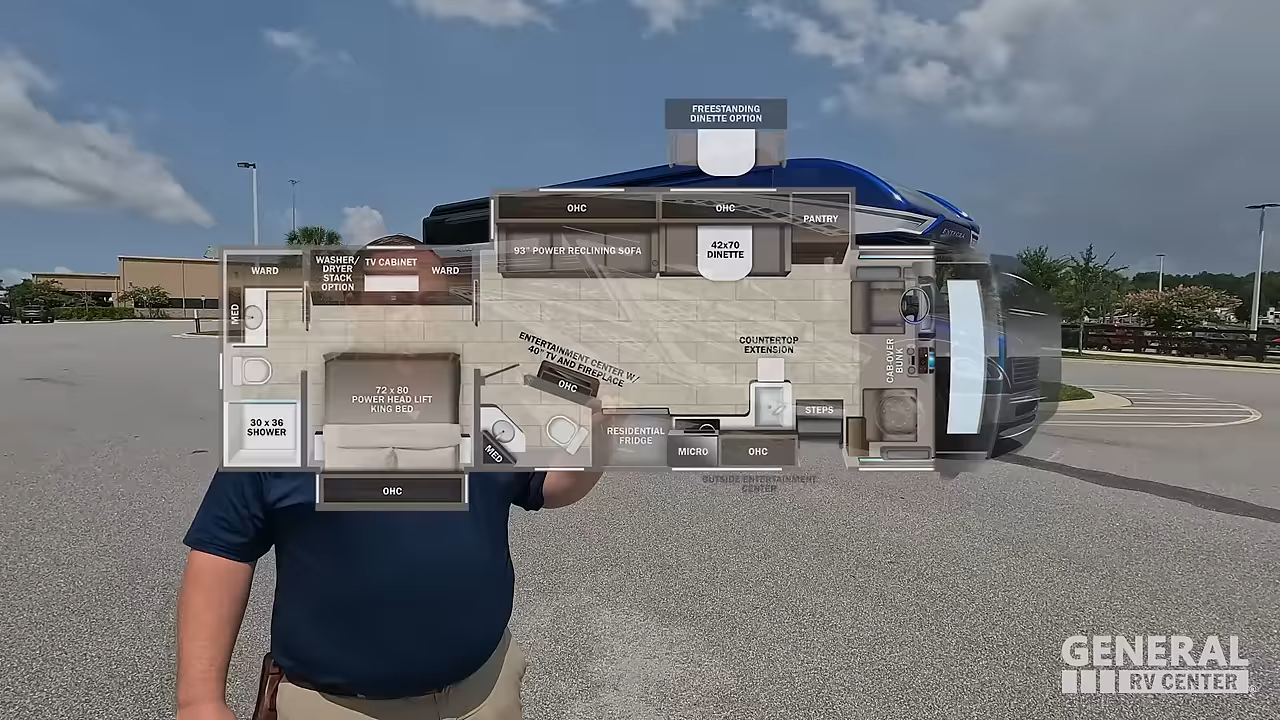 FREESTANDING
DINETTE OPTION
OHC
OHC
PANTRY
93" POWER RECLINING SOFA
42x70
DINETTE
WARD
WASHER/
DRYER
STACK
OPTION
TV CABINET
WARD
MED
ENTERTAINMENT CENTER W/
40" TV AND FIREPLACE
OHC
COUNTERTOP
EXTENSION
CAB-OVER
BUNK
72 x 80
POWER HEAD LIFT
KING BED
30 x 36
SHOWER
MED
RESIDENTIAL
FRIDGE
STEPS
MICRO
OHC
OUTSIDE ENTERTAINMENT
CENTER
OHC
GENERAL
RV CENTER